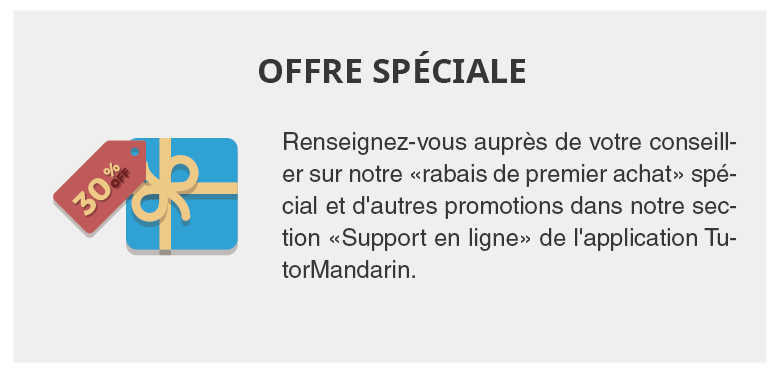 OFFRE SPÉCIALE
30% OFF
Renseignez-vous auprès de votre conseill-
er sur notre «rabais de premier achat» spé-
cial et d'autres promotions dans notre sec-
tion «Support en ligne» de l'application Tu-
torMandarin.